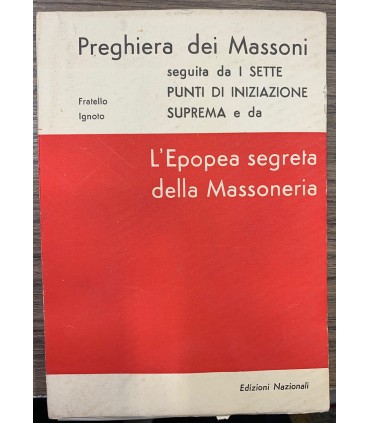 Preghiera dei Massoni
seguita da I SETTE
PUNTI DI INIZIAZIONE
SUPREMA e da
Fratello
Ignoto
L'Epopea segreta
della Massoneria
Edizioni Nazionali